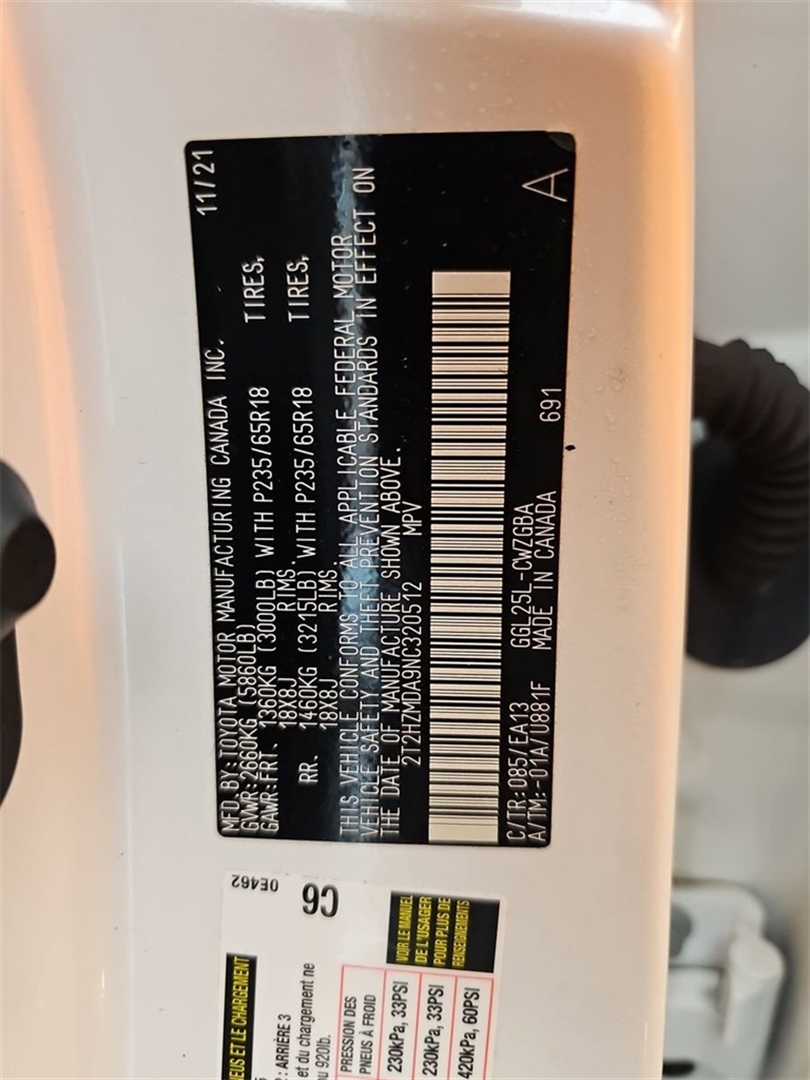 MFD. BY: TOYOTA MOTOR MANUFACTURING CANADA INC. 11/21
GVWR: 2660KG (5860LB)
GAWR: FRT. 1360KG (3000LB) WITH P235/65R18 TIRES,
18X8J RIMS.
RR. 1460KG (3215LB) WITH P235/65R18 TIRES,
18X8J RIMS.
THIS VEHICLE CONFORMS TO ALL APPLICABLE FEDERAL MOTOR
VEHICLE SAFETY AND THEFT PREVENTION STANDARDS IN EFFECT ON
THE DATE OF MANUFACTURE SHOWN ABOVE.
2T2HZMDA9NC320512 MPV
C/TR: 085/EA13 GGL25L-CWZGBA 691
A/TM: -01A/U881F MADE IN CANADA A
0E462
C6
ET LE CHARGEMENT
: ARRIÈRE 3
et du chargement ne
920lb.
PRESSION DES
PNEUS À FROID
230kPa, 33PSI
230kPa, 33PSI
420kPa, 60PSI
VOIR LE MANUEL
DE L'USAGER
POUR PLUS DE
RENSEIGNEMENTS